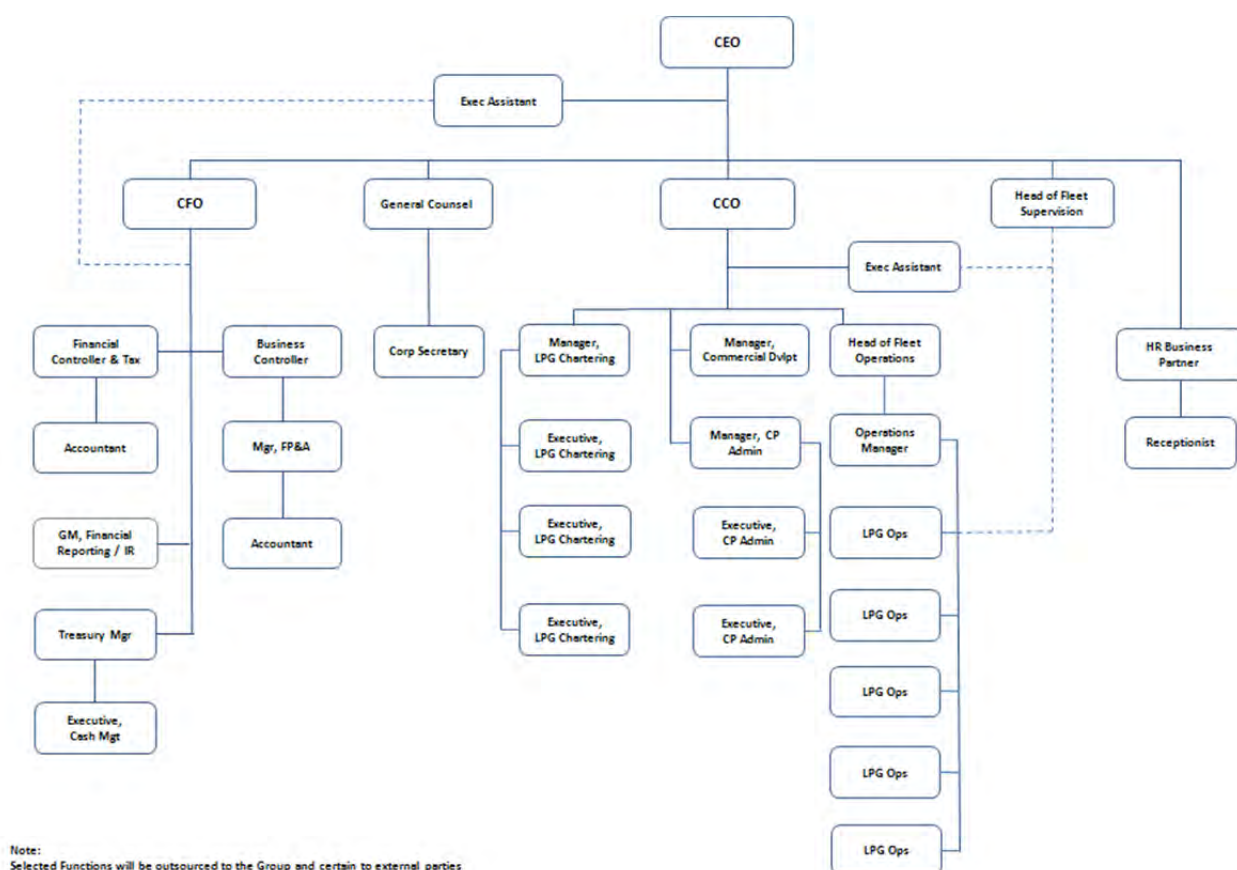 CEO
Exec Assistant
CFO
General Counsel
CCO
Head of Fleet
Supervision
Exec Assistant
Financial
Controller & Tax
Business
Controller
Corp Secretary
Manager,
LPG Chartering
Manager,
Commercial Dvlpt
Head of Fleet
Operations
HR Business
Partner
Accountant
Mgr, FP&A
Executive,
LPG Chartering
Manager, CP
Admin
Operations
Manager
Receptionist
GM, Financial
Reporting / IR
Accountant
Executive,
LPG Chartering
Executive,
CP Admin
LPG Ops
Treasury Mgr
Executive,
LPG Chartering
Executive,
CP Admin
LPG Ops
Executive,
Cash Mgt
LPG Ops
LPG Ops
LPG Ops
Note:
Selected Functions will be outsourced to the Group and certain to external parties